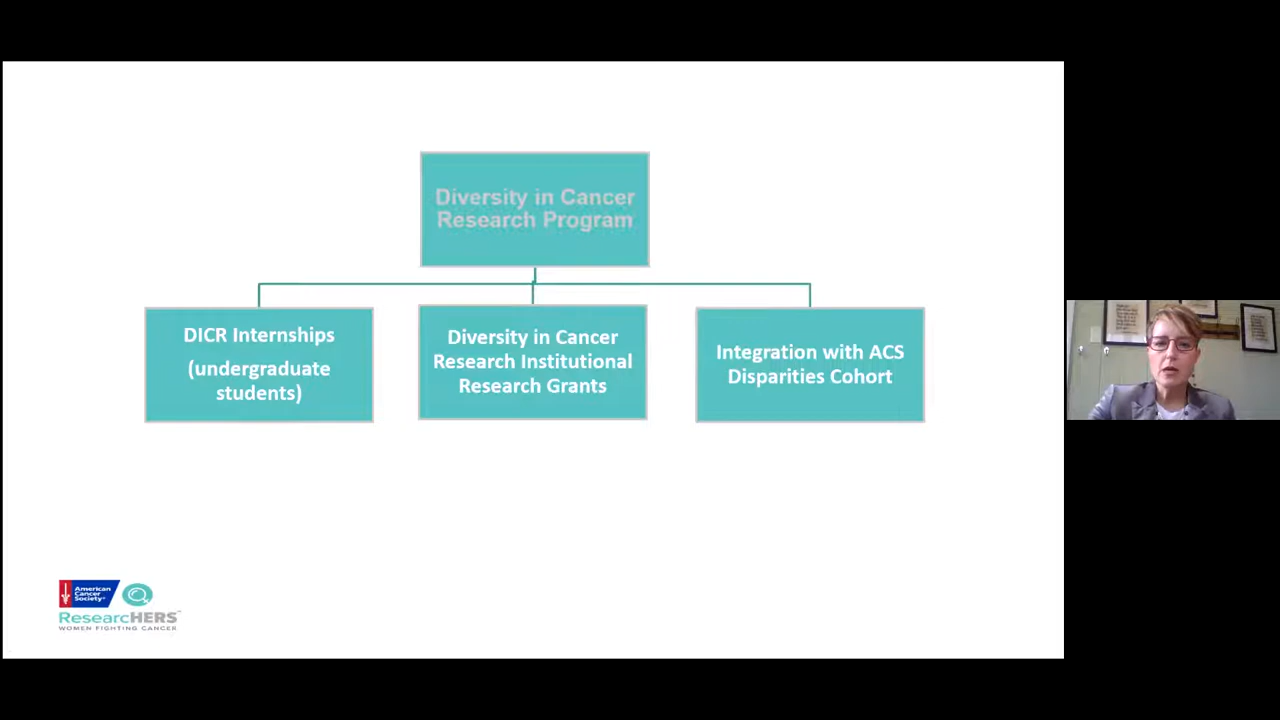 Diversity in Cancer
Research Program
DICR Internships
(undergraduate
students)
Diversity in Cancer
Research Institutional
Research Grants
Integration with ACS
Disparities Cohort
American
Cancer
Society®
ResearcHERS™
WOMEN FIGHTING CANCER